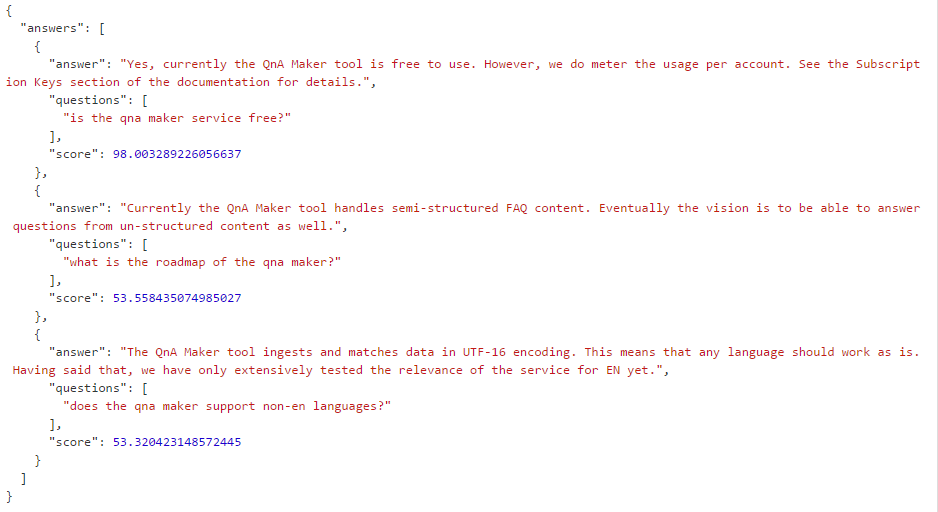 {
  "answers": [
    {
      "answer": "Yes, currently the QnA Maker tool is free to use. However, we do meter the usage per account. See the Subscript
ion Keys section of the documentation for details.",
      "questions": [
        "is the qna maker service free?"
      ],
      "score": 98.003289226056637
    },
    {
      "answer": "Currently the QnA Maker tool handles semi-structured FAQ content. Eventually the vision is to be able to answer
 questions from un-structured content as well.",
      "questions": [
        "what is the roadmap of the qna maker?"
      ],
      "score": 53.558435074985027
    },
    {
      "answer": "The QnA Maker tool ingests and matches data in UTF-16 encoding. This means that any language should work as is.
 Having said that, we have only extensively tested the relevance of the service for EN yet.",
      "questions": [
        "does the qna maker support non-en languages?"
      ],
      "score": 53.320423148572445
    }
  ]
}